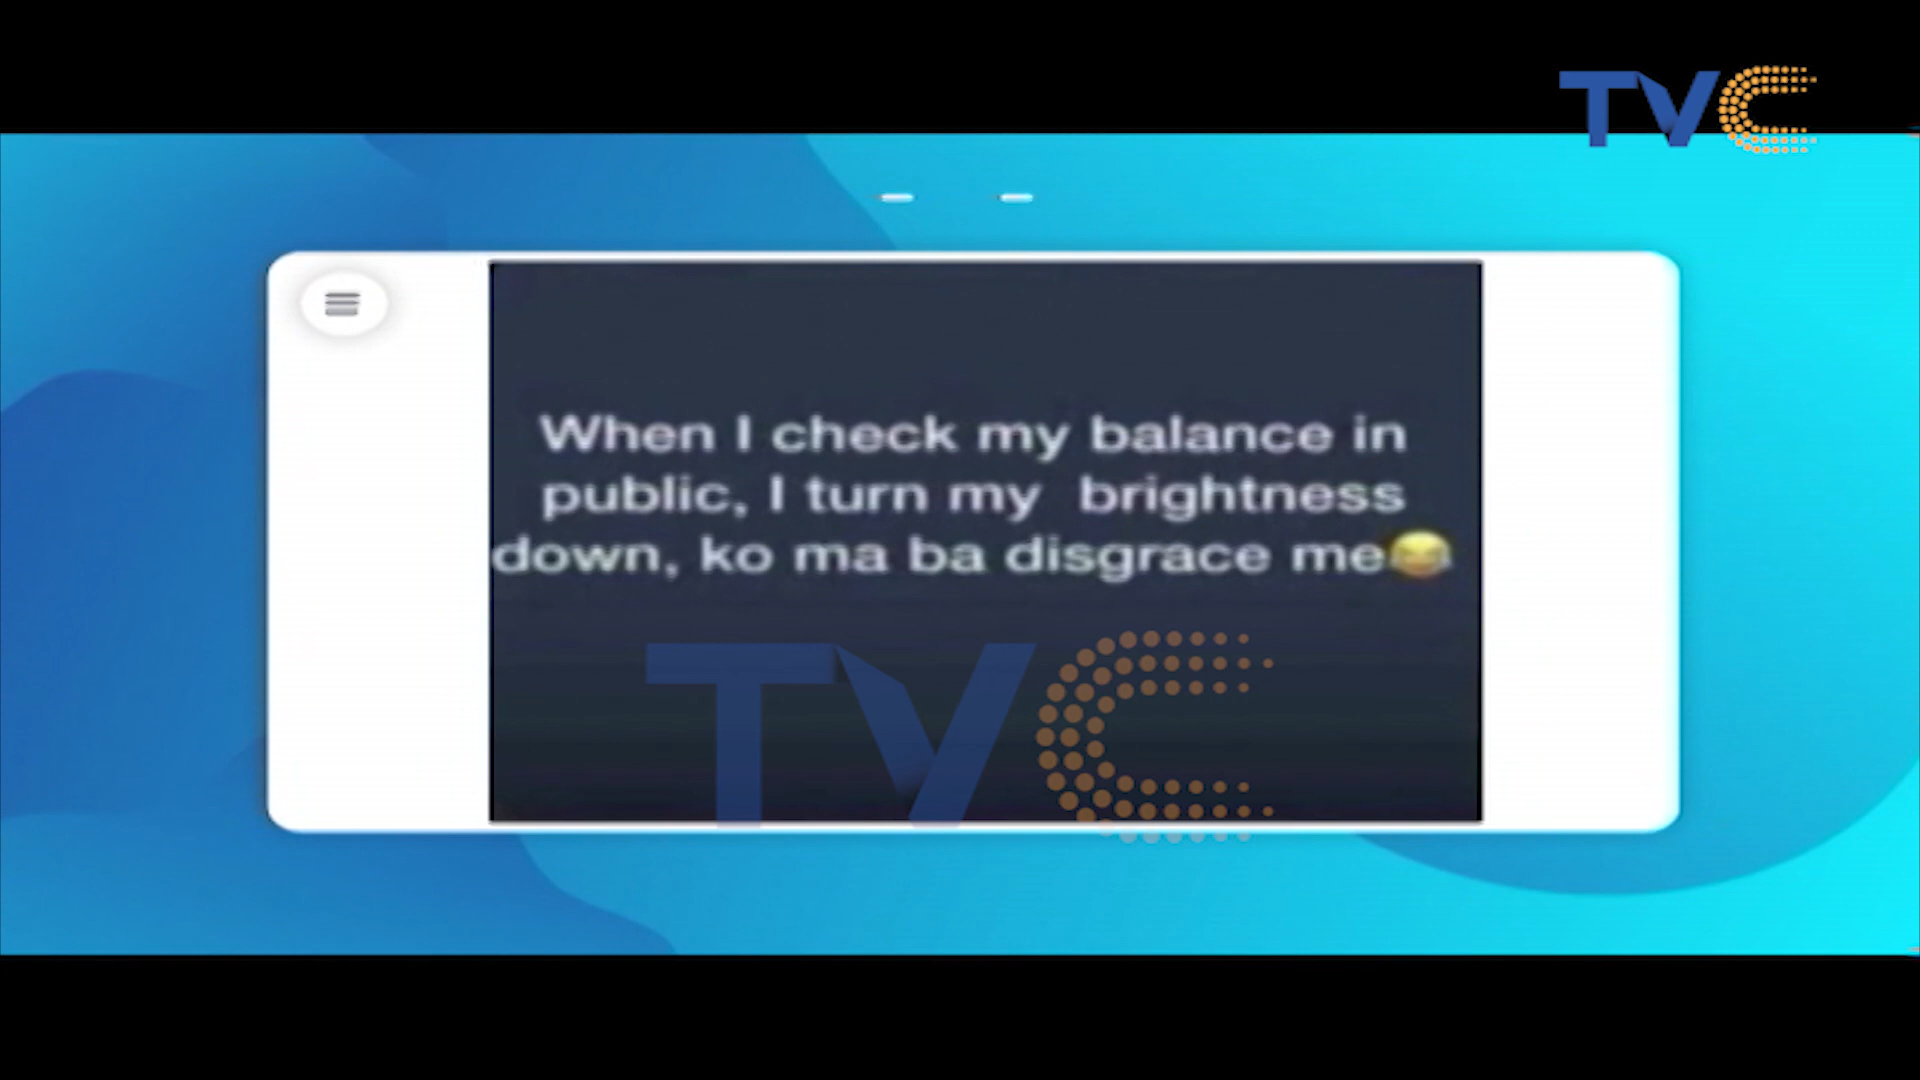 TVC
When I check my balance in
public, I turn my brightness
down, ko ma ba disgrace me😂
TVC